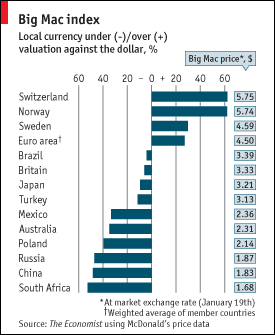 Big Mac index
Local currency under (-)/over (+)
valuation against the dollar, %
Big Mac price*, $
60 40 20 – 0 + 20 40 60
Switzerland 5.75
Norway 5.74
Sweden 4.59
Euro area† 4.50
Brazil 3.39
Britain 3.33
Japan 3.21
Turkey 3.13
Mexico 2.36
Australia 2.31
Poland 2.14
Russia 1.87
China 1.83
South Africa 1.68
*At market exchange rate (January 19th)
†Weighted average of member countries
Source: The Economist using McDonald's price data